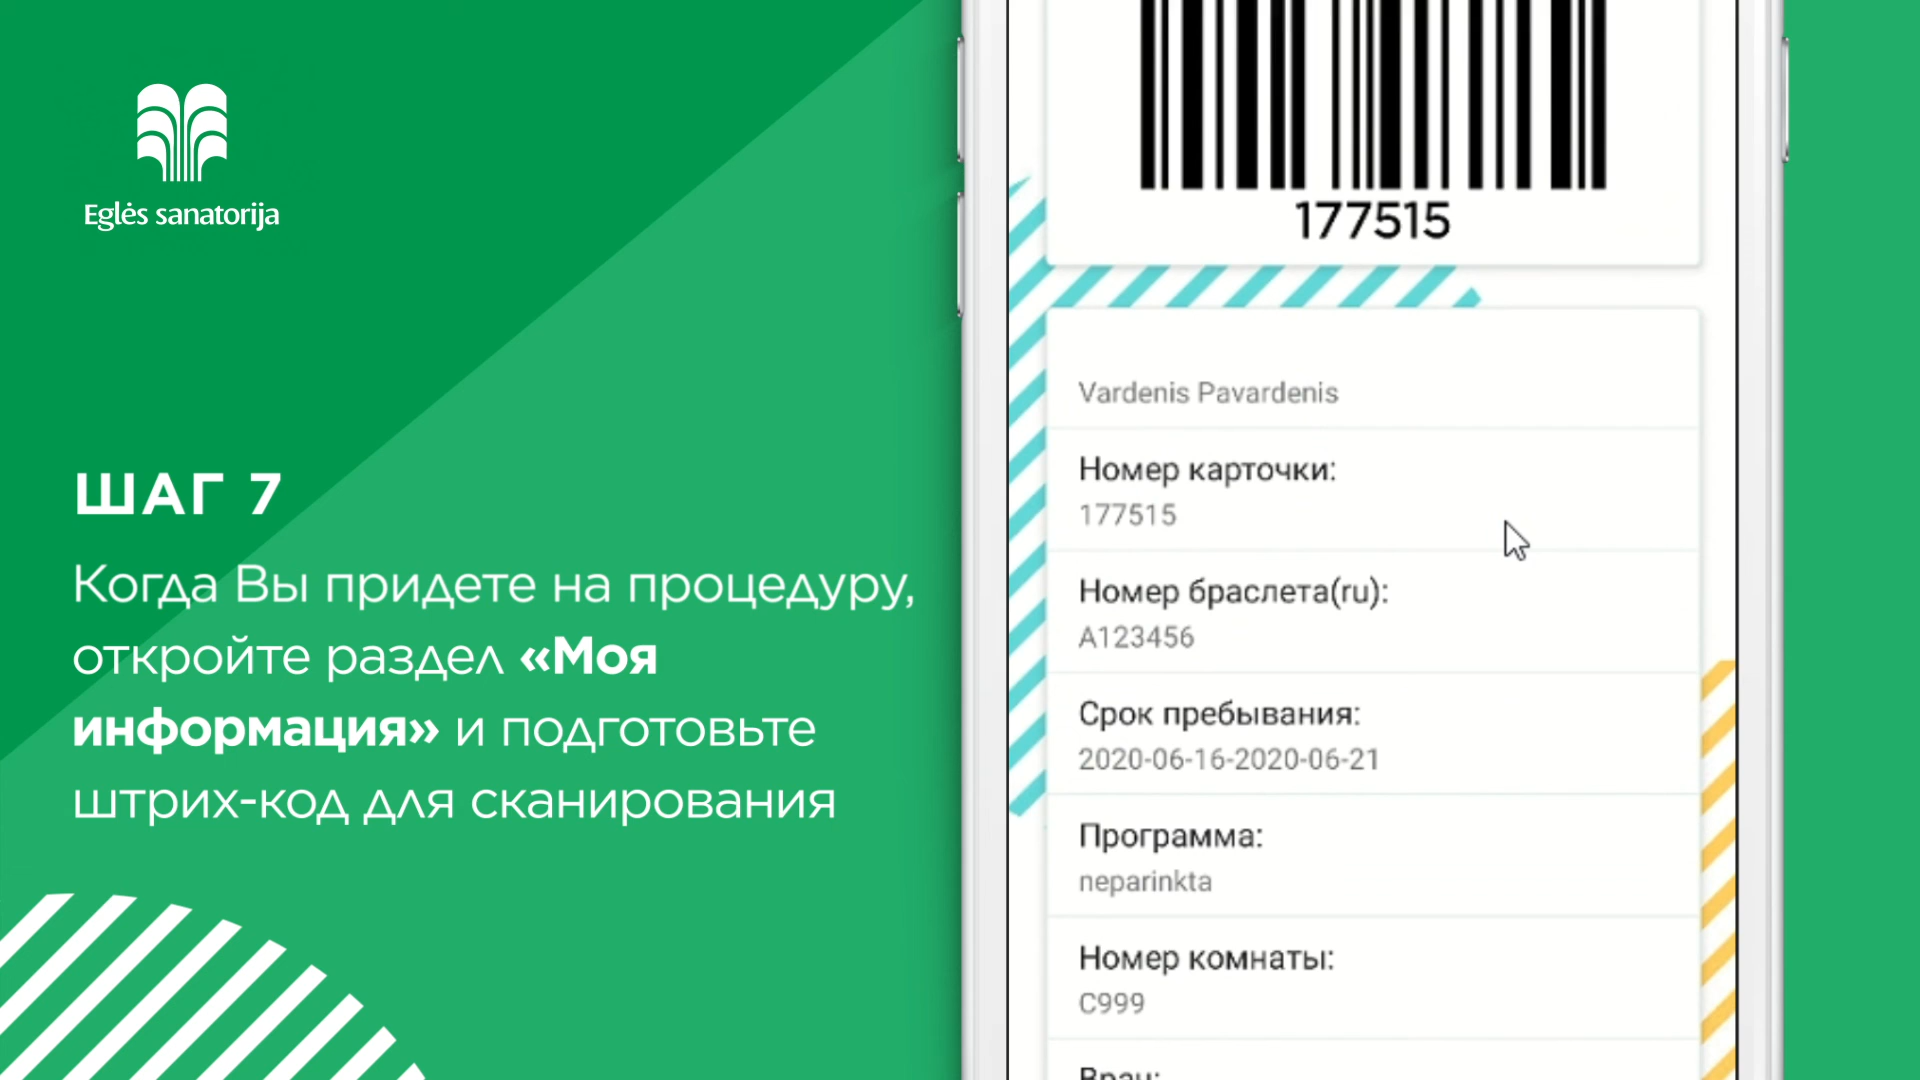 Eglės sanatorija
ШАГ 7
Когда Вы придете на процедуру,
откройте раздел «Моя
информация» и подготовьте
штрих-код для сканирования
177515
Vardenis Pavardenis
Номер карточки:
177515
Номер браслета(ru):
A123456
Срок пребывания:
2020-06-16-2020-06-21
Программа:
neparinkta
Номер комнаты:
C999
Врач: